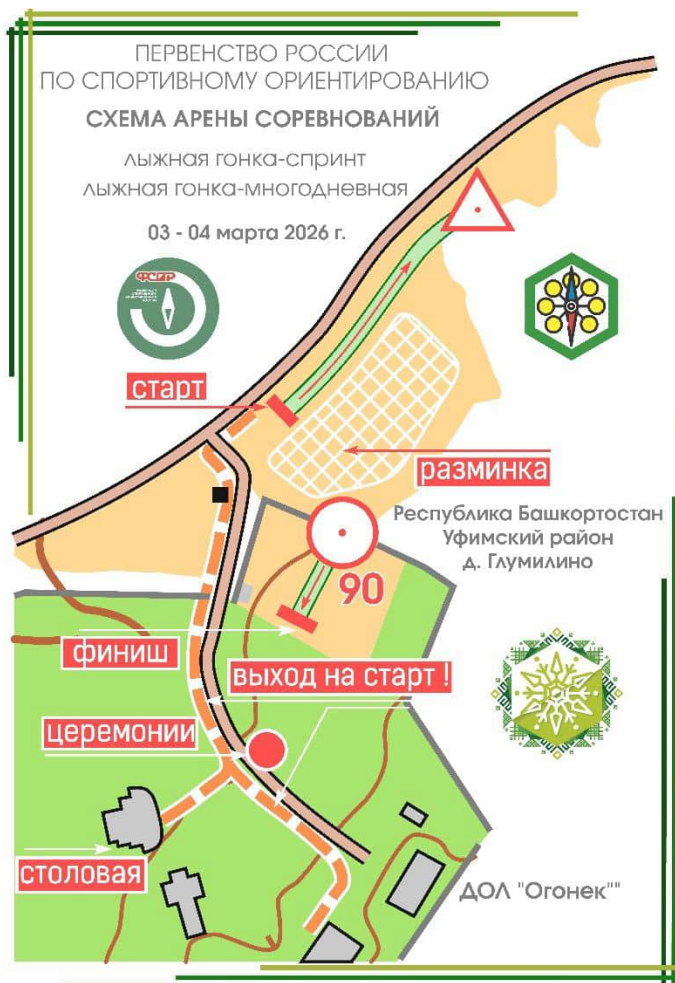 ПЕРВЕНСТВО РОССИИ
ПО СПОРТИВНОМУ ОРИЕНТИРОВАНИЮ
СХЕМА АРЕНЫ СОРЕВНОВАНИЙ
лыжная гонка-спринт
лыжная гонка-многодневная
03 - 04 марта 2026 г.
ФСОР
старт
разминка
Республика Башкортостан
Уфимский район
д. Глумилино
90
финиш
выход на старт !
церемонии
столовая
ДОЛ "Огонек""